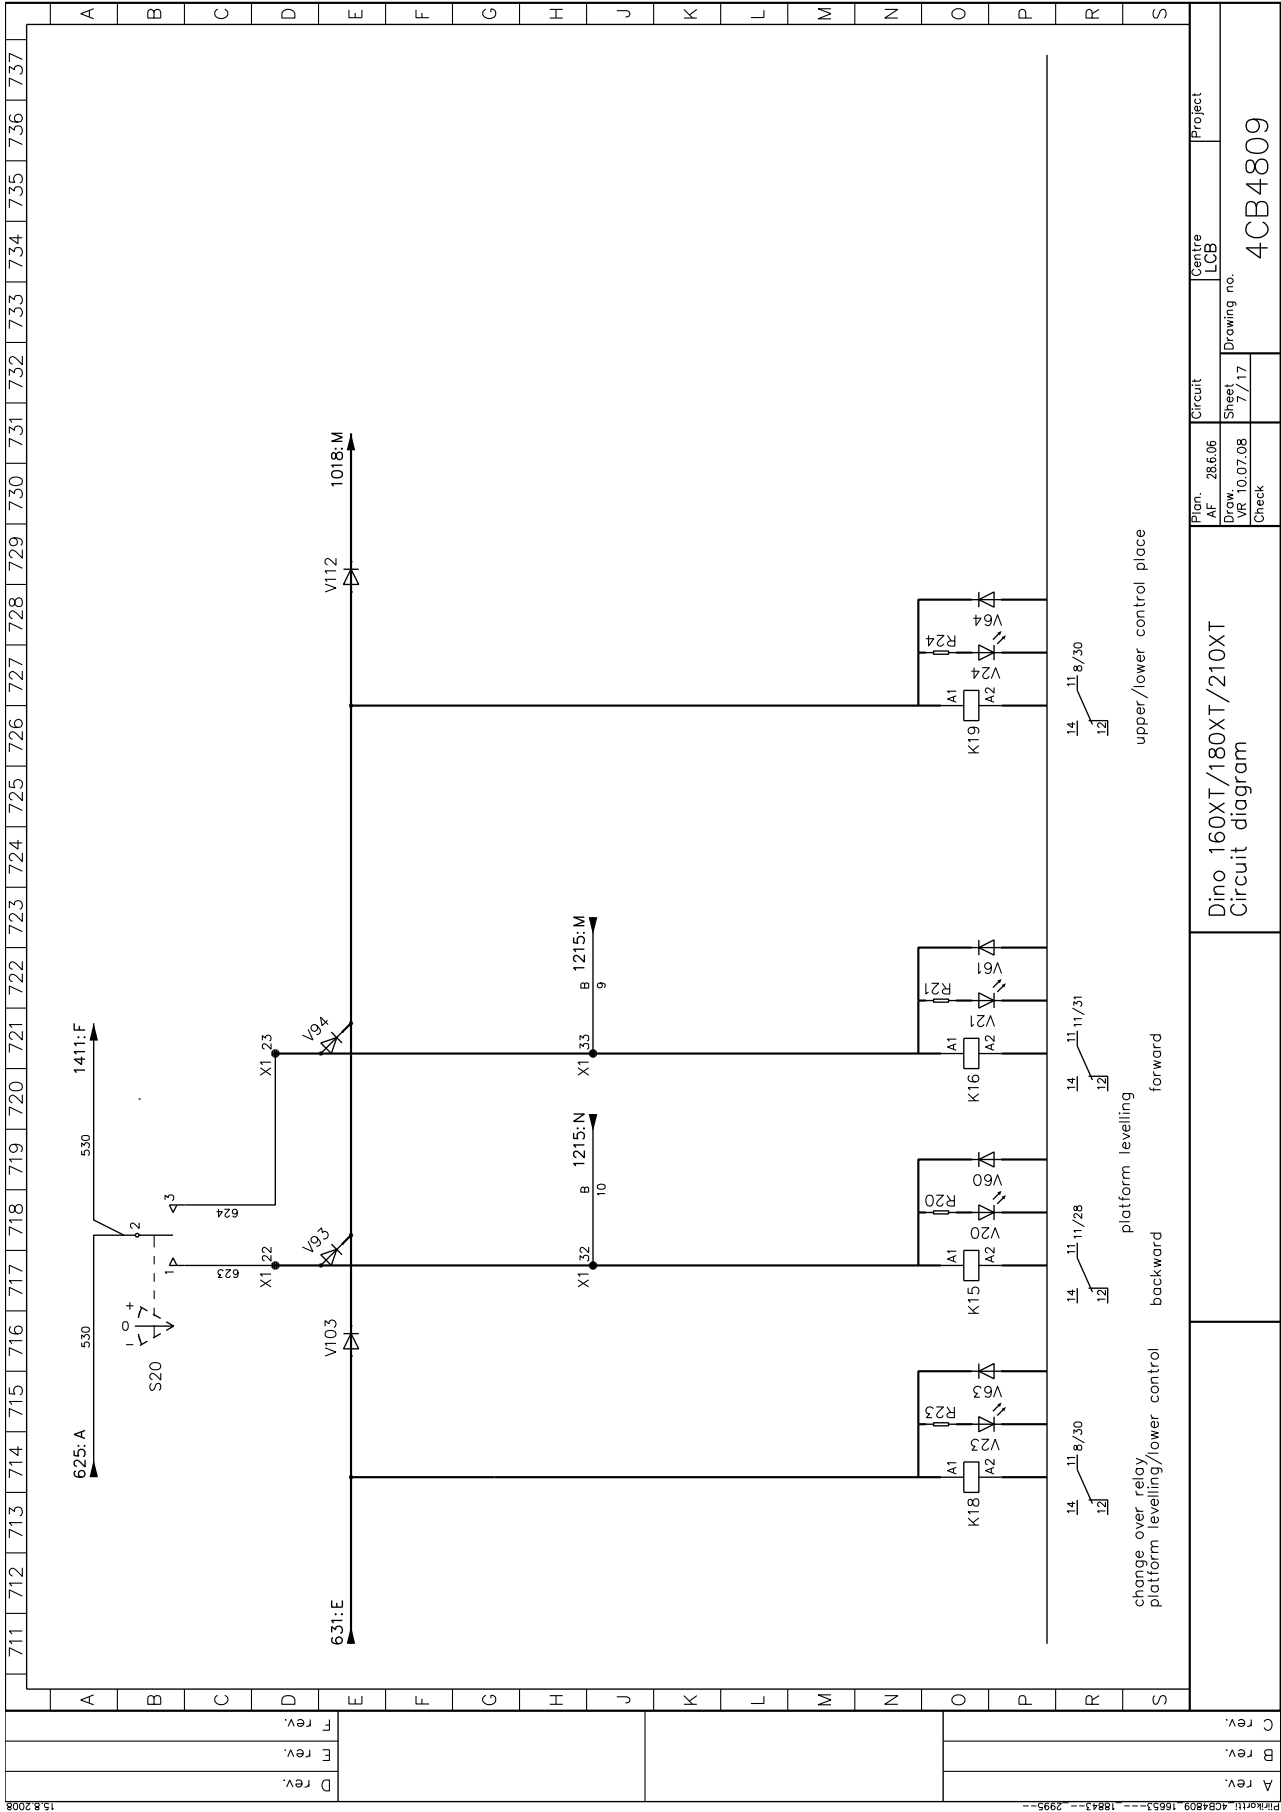 711 712 713 714 715 716 717 718 719 720 721 722 723 724 725 726 727 728 729 730 731 732 733 734 735 736 737
A A
B B
C C
D D
E E
F F
G G
H H
J J
K K
L L
M M
N N
O O
P P
R R
S S
625:A
530
530
1411:F
S20
- 0 +
1
2
3
623
624
X1 22
X1 23
631:E
V103
V93
V94
V112
1018:M
X1 32
B
10
1215:N
X1 33
B
9
1215:M
K18
A1
A2
R23
V23
V63
K15
A1
A2
R20
V20
V60
K16
A1
A2
R21
V21
V61
K19
A1
A2
R24
V24
V64
14
12
11 8/30
14
12
11 11/28
14
12
11 11/31
14
12
11 8/30
change over relay
platform levelling/lower control
backward
platform levelling
forward
upper/lower control place
Dino 160XT/180XT/210XT
Circuit diagram
Plan.
AF 28.6.06
Draw.
VR 10.07.08
Check
Circuit
Centre
LCB
Project
Sheet
7/17
Drawing no.
4CB4809
A rev.
B rev.
C rev.
D rev.
E rev.
F rev.
Piirikortti_4CB4809_16653----_18843--_2995--
15.8.2008